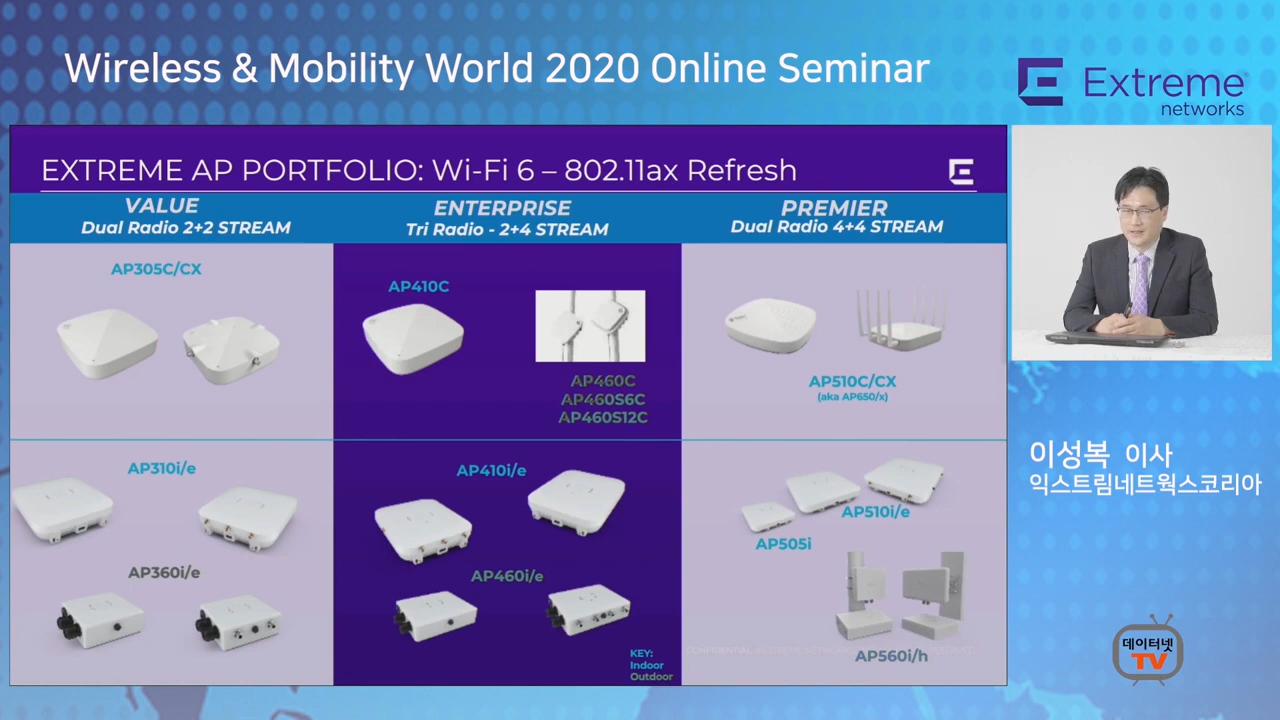 Wireless & Mobility World 2020 Online Seminar
Extreme
networks
EXTREME AP PORTFOLIO: Wi-Fi 6 – 802.11ax Refresh
VALUE
Dual Radio 2+2 STREAM
ENTERPRISE
Tri Radio - 2+4 STREAM
PREMIER
Dual Radio 4+4 STREAM
AP305C/CX
AP410C
AP460C
AP460S6C
AP460S12C
AP510C/CX
(aka AP650/x)
AP310i/e
AP360i/e
AP410i/e
AP460i/e
KEY:
Indoor
Outdoor
AP510i/e
AP505i
AP560i/h
이성복 이사
익스트림네트웍스코리아
데이터넷
TV